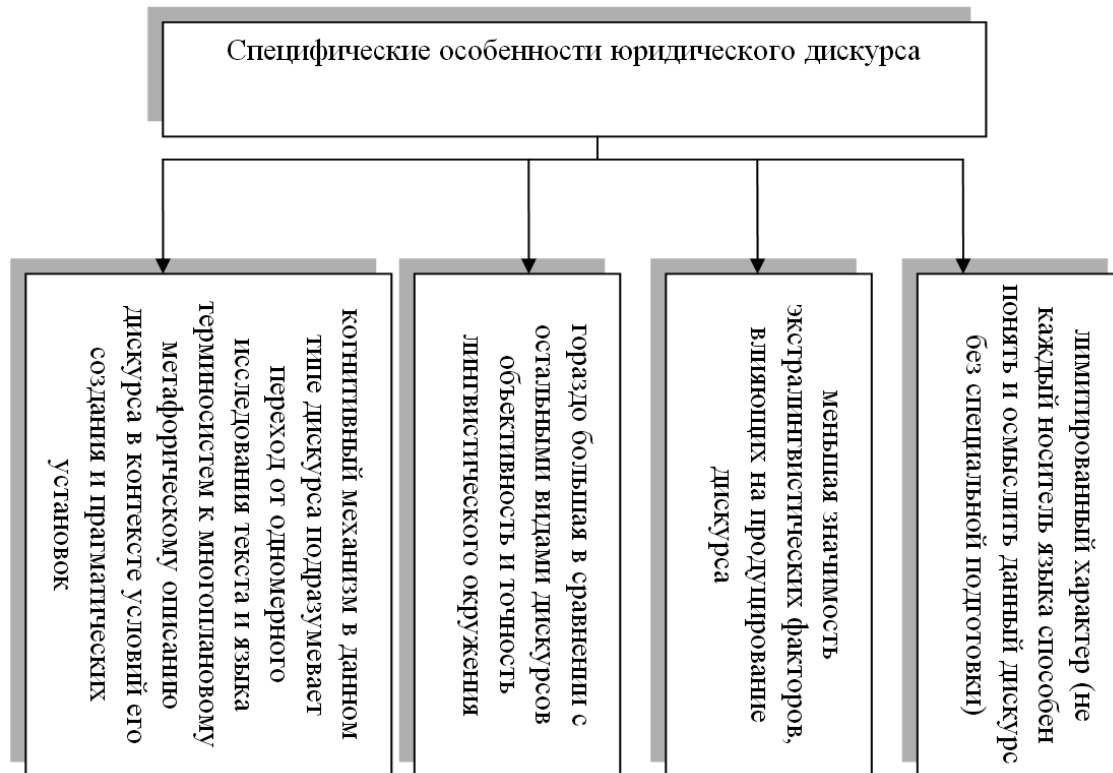 Специфические особенности юридического дискурса
когнитивный механизм в данном
типе дискурса подразумевает
переход от одномерного
исследования текста и языка
терминосистем к многоплановому
метафорическому описанию
дискурса в контексте условий его
создания и прагматических
установок
гораздо большая в сравнении с
остальными видами дискурсов
объективность и точность
лингвистического окружения
меньшая значимость
экстралингвистических факторов,
влияющих на продуцирование
дискурса
лимитированный характер (не
каждый носитель языка способен
понять и осмыслить данный дискурс
без специальной подготовки)